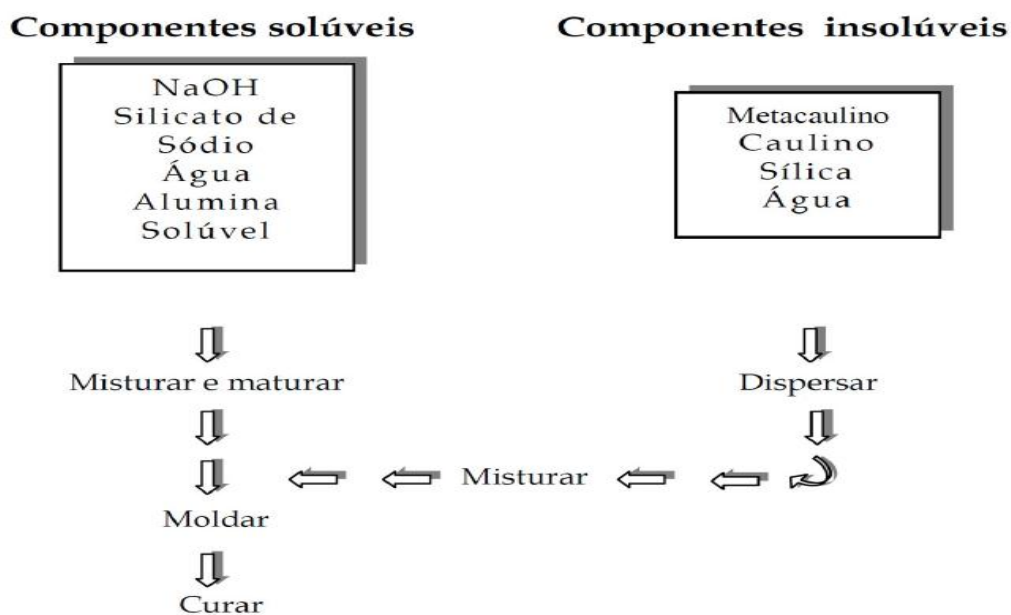 Componentes solúveis
NaOH
Silicato de
Sódio
Água
Alumina
Solúvel
Componentes insolúveis
Metacaulino
Caulino
Sílica
Água
Misturar e maturar
Dispersar
Misturar
Moldar
Curar